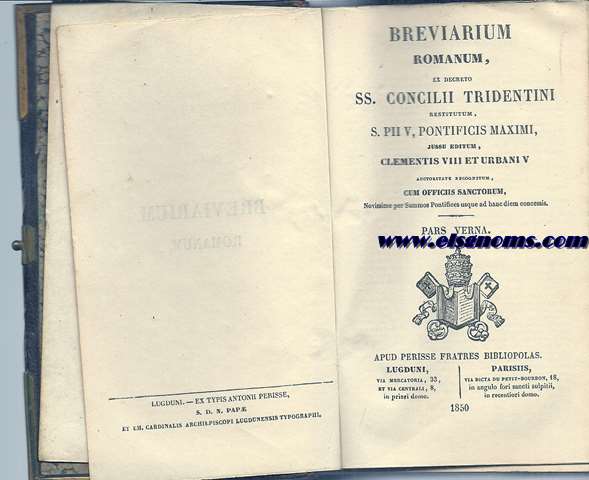 LUGDUNI. — EX TYPIS ANTONII PERISSE,
S. D. N. PAPÆ
ET EM. CARDINALIS ARCHIEPISCOPI LUGDUNENSIS TYPOGRAPHI.
BREVIARIUM
ROMANUM,
EX DECRETO
SS. CONCILII TRIDENTINI
RESTITUTUM,
S. PII V, PONTIFICIS MAXIMI,
JUSSU EDITUM,
CLEMENTIS VIII ET URBANI V
AUCTORITATE RECOGNITUM,
CUM OFFICIIS SANCTORUM,
Novissime per Summos Pontifices usque ad hanc diem concessis.
PARS VERNA.
www.elsgnoms.com
APUD PERISSE FRATRES BIBLIOPOLAS.
LUGDUNI,
VIA MERCATORIA, 33,
ET VIA CENTRALI, 8,
in priori domo.
PARISIIS,
VIA DICTA DU PETIT-BOURBON, 18,
in angulo fori sancti sulpitii,
in recentiori domo.
1850